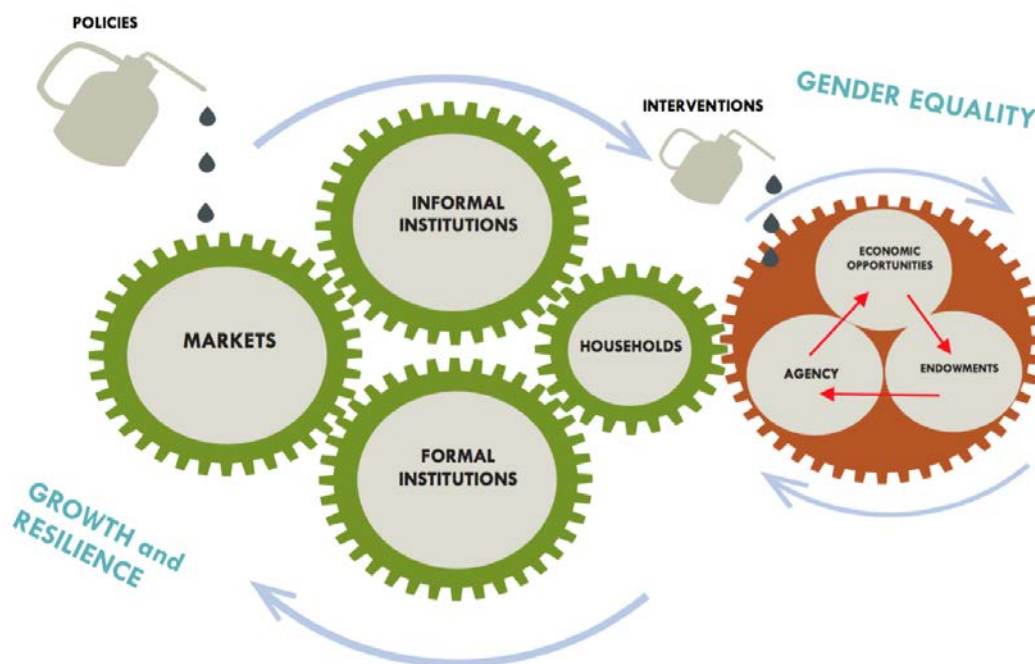 POLICIES
INTERVENTIONS
GENDER EQUALITY
INFORMAL
INSTITUTIONS
ECONOMIC
OPPORTUNITIES
MARKETS
HOUSEHOLDS
AGENCY
ENDOWMENTS
FORMAL
INSTITUTIONS
GROWTH and
RESILIENCE